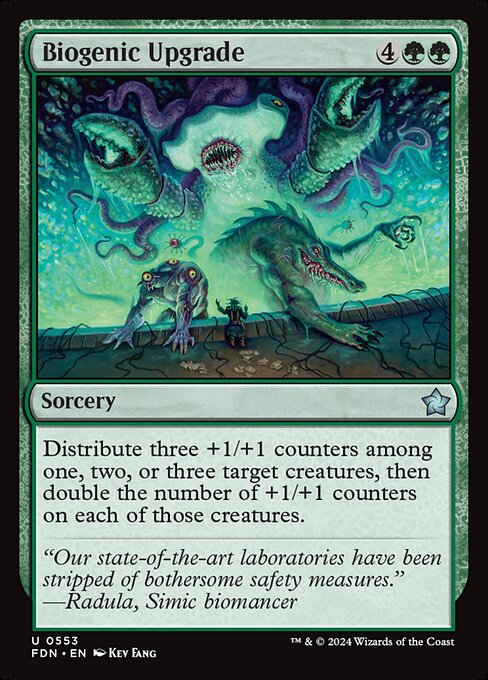 Biogenic Upgrade 4
Sorcery
Distribute three +1/+1 counters among
one, two, or three target creatures, then
double the number of +1/+1 counters
on each of those creatures.
“Our state-of-the-art laboratories have been
stripped of bothersome safety measures.”
—Radula, Simic biomancer
U 0553
FDN • EN Kev Fang
™ & © 2024 Wizards of the Coast